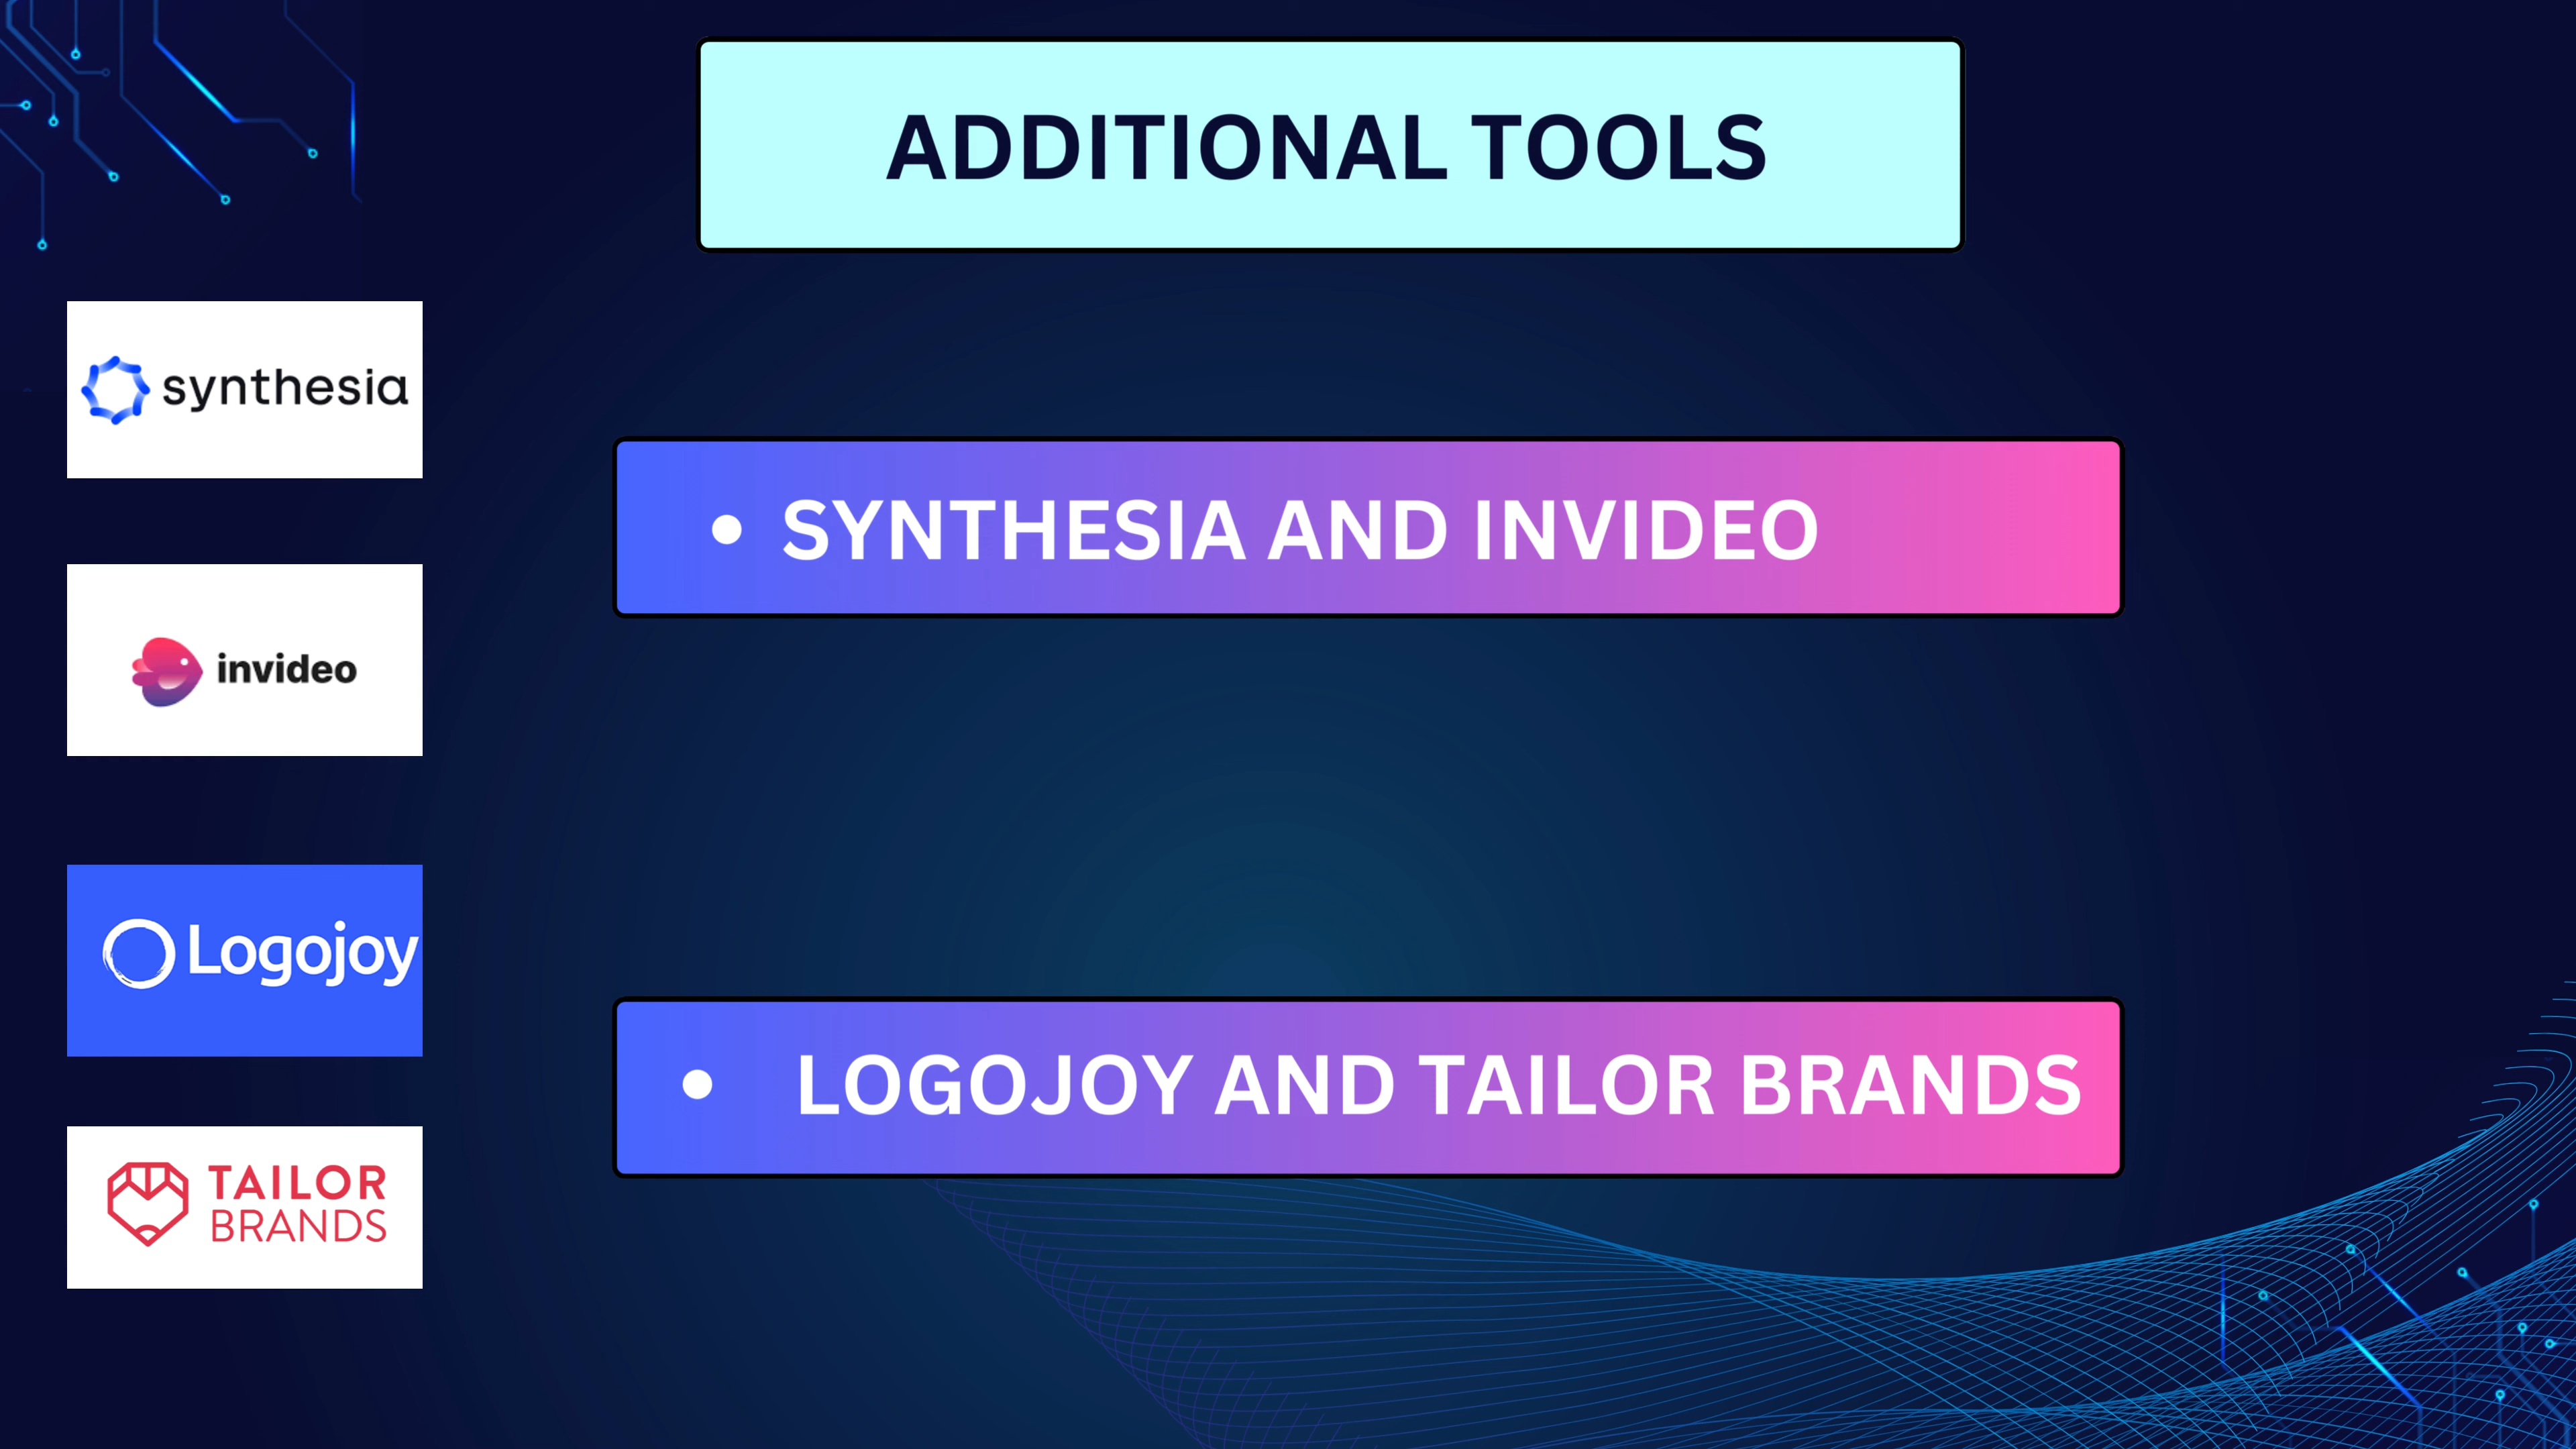 ADDITIONAL TOOLS
synthesia
• SYNTHESIA AND INVIDEO
invideo
Logojoy
• LOGOJOY AND TAILOR BRANDS
TAILOR
BRANDS